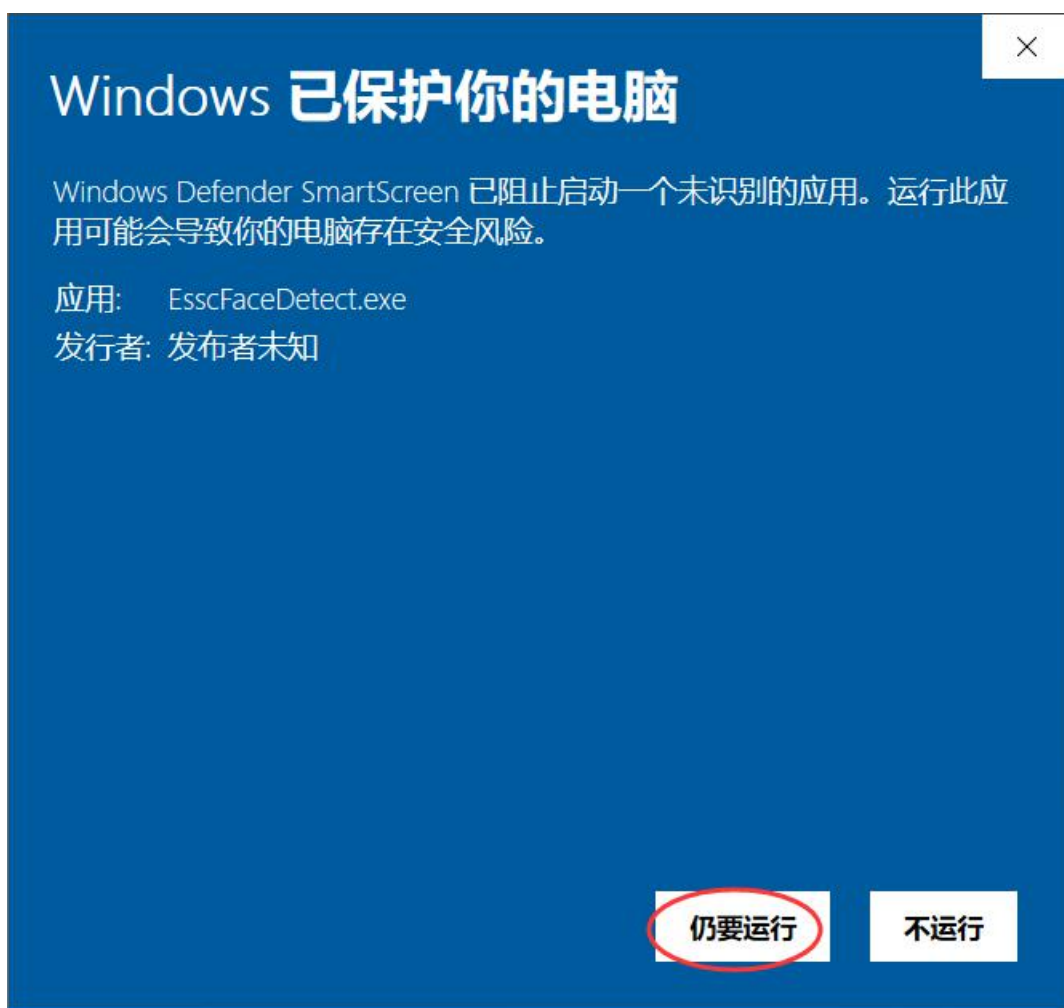 Windows 已保护你的电脑
Windows Defender SmartScreen 已阻止启动一个未识别的应用。运行此应
用可能会导致你的电脑存在安全风险。
应用: EsscFaceDetect.exe
发行者: 发布者未知
仍要运行 不运行